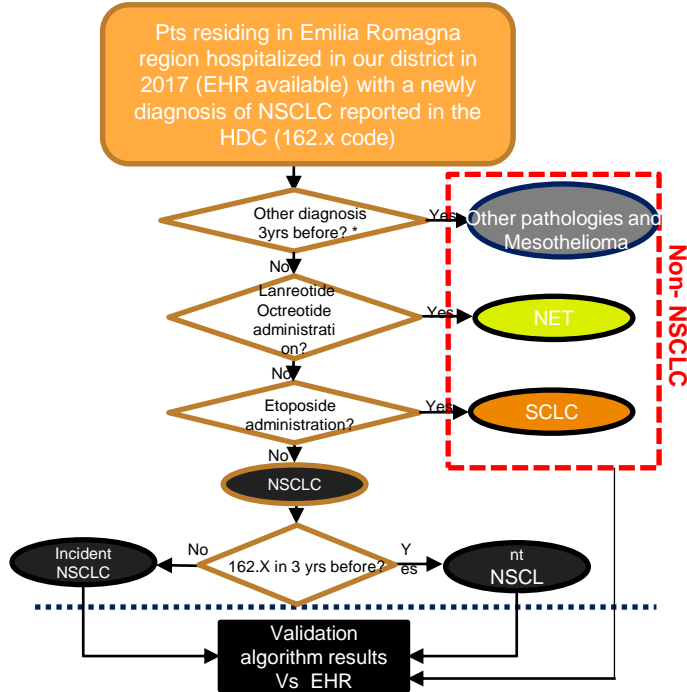 Pts residing in Emilia Romagna
region hospitalized in our district in
2017 (EHR available) with a newly
diagnosis of NSCLC reported in the
HDC (162.x code)
Other diagnosis
3yrs before? *
Yes
Other pathologies and
Mesothelioma
No
Lanreotide
Octreotide
administrati
on?
Yes
NET
Non- NSCLC
No
Etoposide
administration?
Yes
SCLC
No
NSCLC
Incident
NSCLC
No
162.X in 3 yrs before?
Y
es
nt
NSCL
Validation
algorithm results
Vs EHR